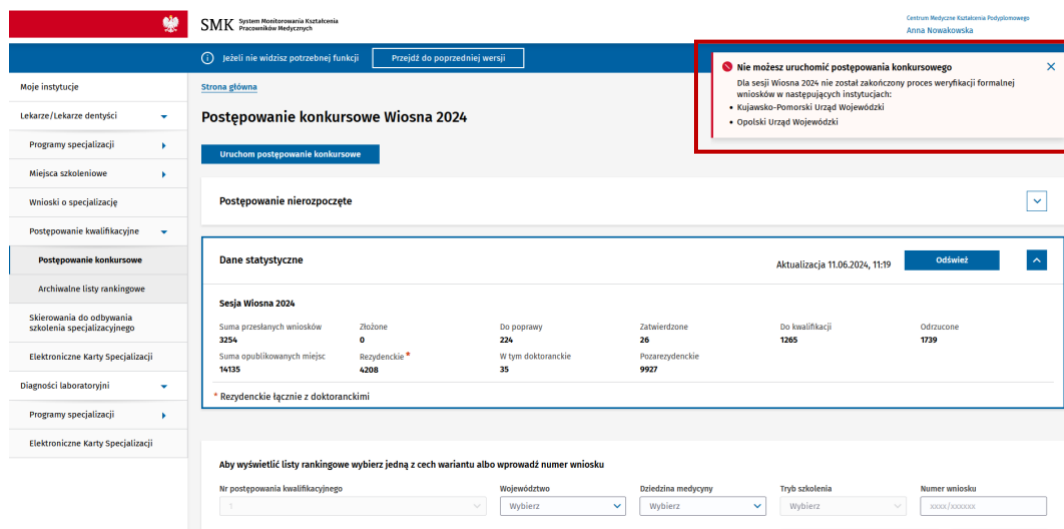 SMK System Monitorowania Kształcenia
Pracowników Medycznych
Centrum Medyczne Kształcenia Podyplomowego
Anna Nowakowska
Jeżeli nie widzisz potrzebnej funkcji
Przejdź do poprzedniej wersji
Nie możesz uruchomić postępowania konkursowego
Dla sesji Wiosna 2024 nie został zakończony proces weryfikacji formalnej
wniosków w następujących instytucjach:
• Kujawsko-Pomorski Urząd Wojewódzki
• Opolski Urząd Wojewódzki
Moje instytucje
Lekarze/Lekarze dentyści
Programy specjalizacji
Miejsca szkoleniowe
Wnioski o specjalizację
Postępowanie kwalifikacyjne
Postępowanie konkursowe
Archiwalne listy rankingowe
Skierowania do odbywania
szkolenia specjalizacyjnego
Elektroniczne Karty Specjalizacji
Diagności laboratoryjni
Programy specjalizacji
Elektroniczne Karty Specjalizacji
Strona główna
Postępowanie konkursowe Wiosna 2024
Uruchom postępowanie konkursowe
Postępowanie nierozpoczęte
Dane statystyczne
Aktualizacja 11.06.2024, 11:19
Odśwież
Sesja Wiosna 2024
Suma przesłanych wniosków Złożone Do poprawy Zatwierdzone Do kwalifikacji Odrzucone
3254 0 224 26 1265 1739
Suma opublikowanych miejsc Rezydenckie * W tym doktoranckie Pozarezydenckie
14135 4208 35 9927
* Rezydenckie łącznie z doktoranckimi
Aby wyświetlić listy rankingowe wybierz jedną z cech wariantu albo wprowadź numer wniosku
Nr postępowania kwalifikacyjnego Województwo Dziedzina medycyny Tryb szkolenia Numer wniosku
1 Wybierz Wybierz Wybierz xxxx/xxxxxx